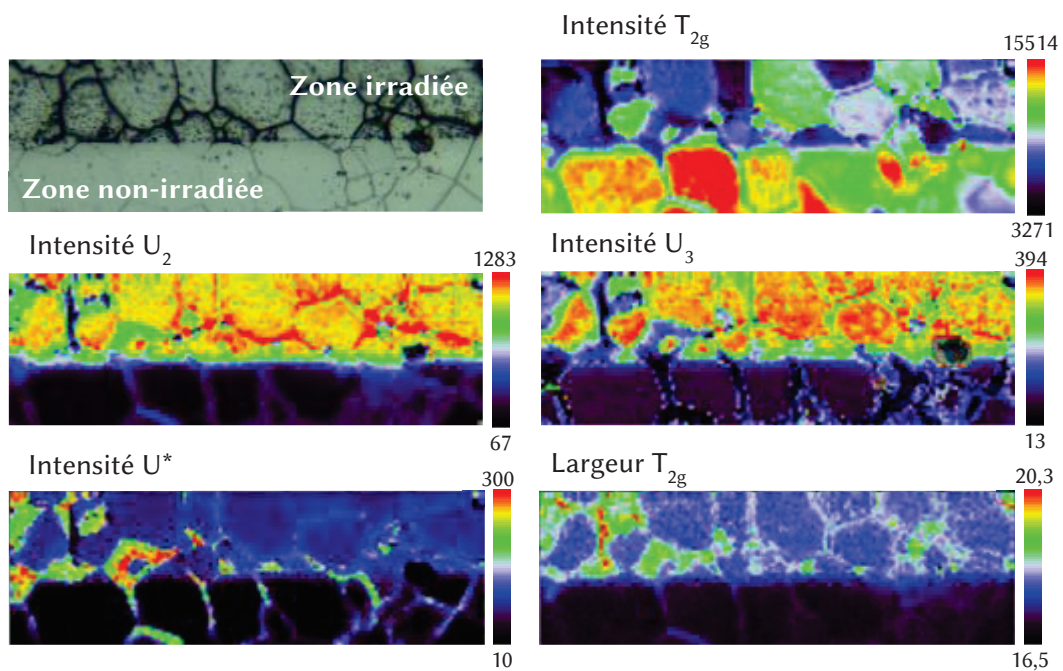 Intensité T2g
15514
Zone irradiée
Zone non-irradiée
3271
Intensité U2
1283
Intensité U3
394
67
13
Intensité U*
300
Largeur T2g
20,3
10
16,5